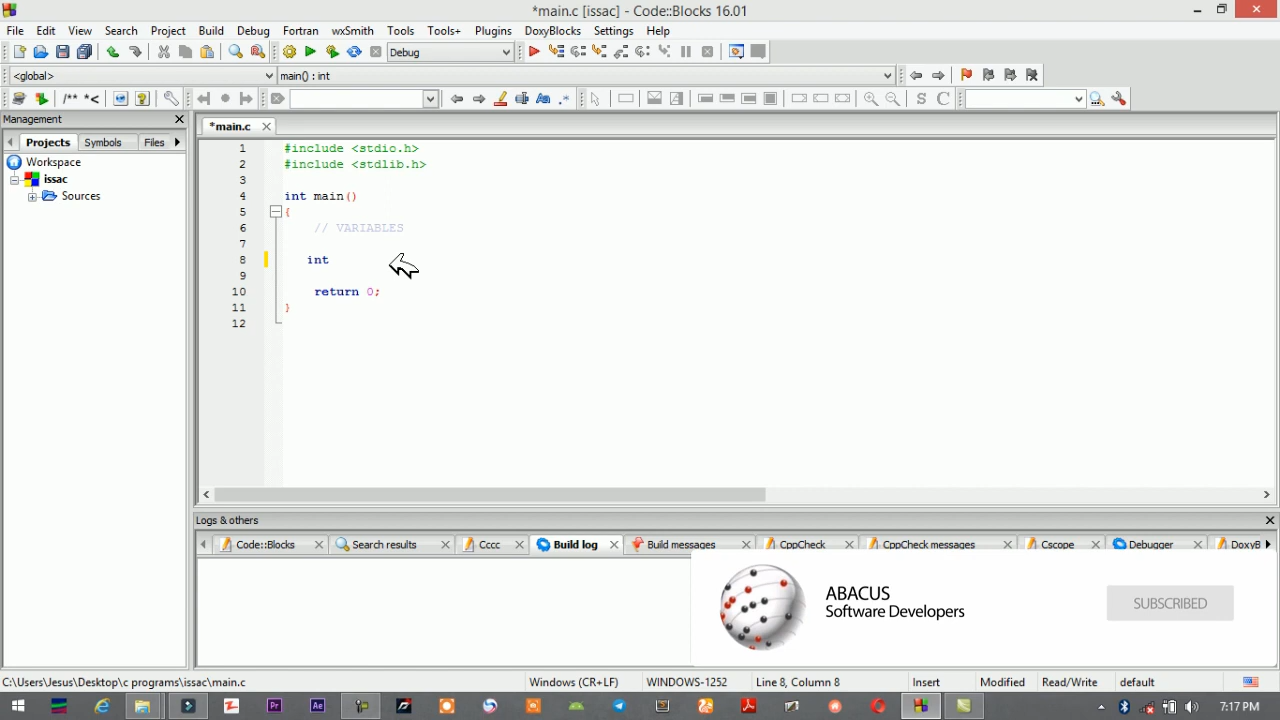 *main.c [issac] - Code::Blocks 16.01
File Edit View Search Project Build Debug Fortran wxSmith Tools Tools+ Plugins DoxyBlocks Settings Help
Debug
<global> main() : int
/** *< S C
Management
Projects Symbols Files
Workspace
issac
Sources
*main.c
1 #include <stdio.h>
2 #include <stdlib.h>
3
4 int main()
5 {
6 // VARIABLES
7
8 int
9
10 return 0;
11 }
12
Logs & others
Code::Blocks Search results Cccc Build log Build messages CppCheck CppCheck messages Cscope Debugger DoxyB
ABACUS
Software Developers
SUBSCRIBED
C:\Users\Jesus\Desktop\c programs\issac\main.c Windows (CR+LF) WINDOWS-1252 Line 8, Column 8 Insert Modified Read/Write default
Pr Ae 7:17 PM